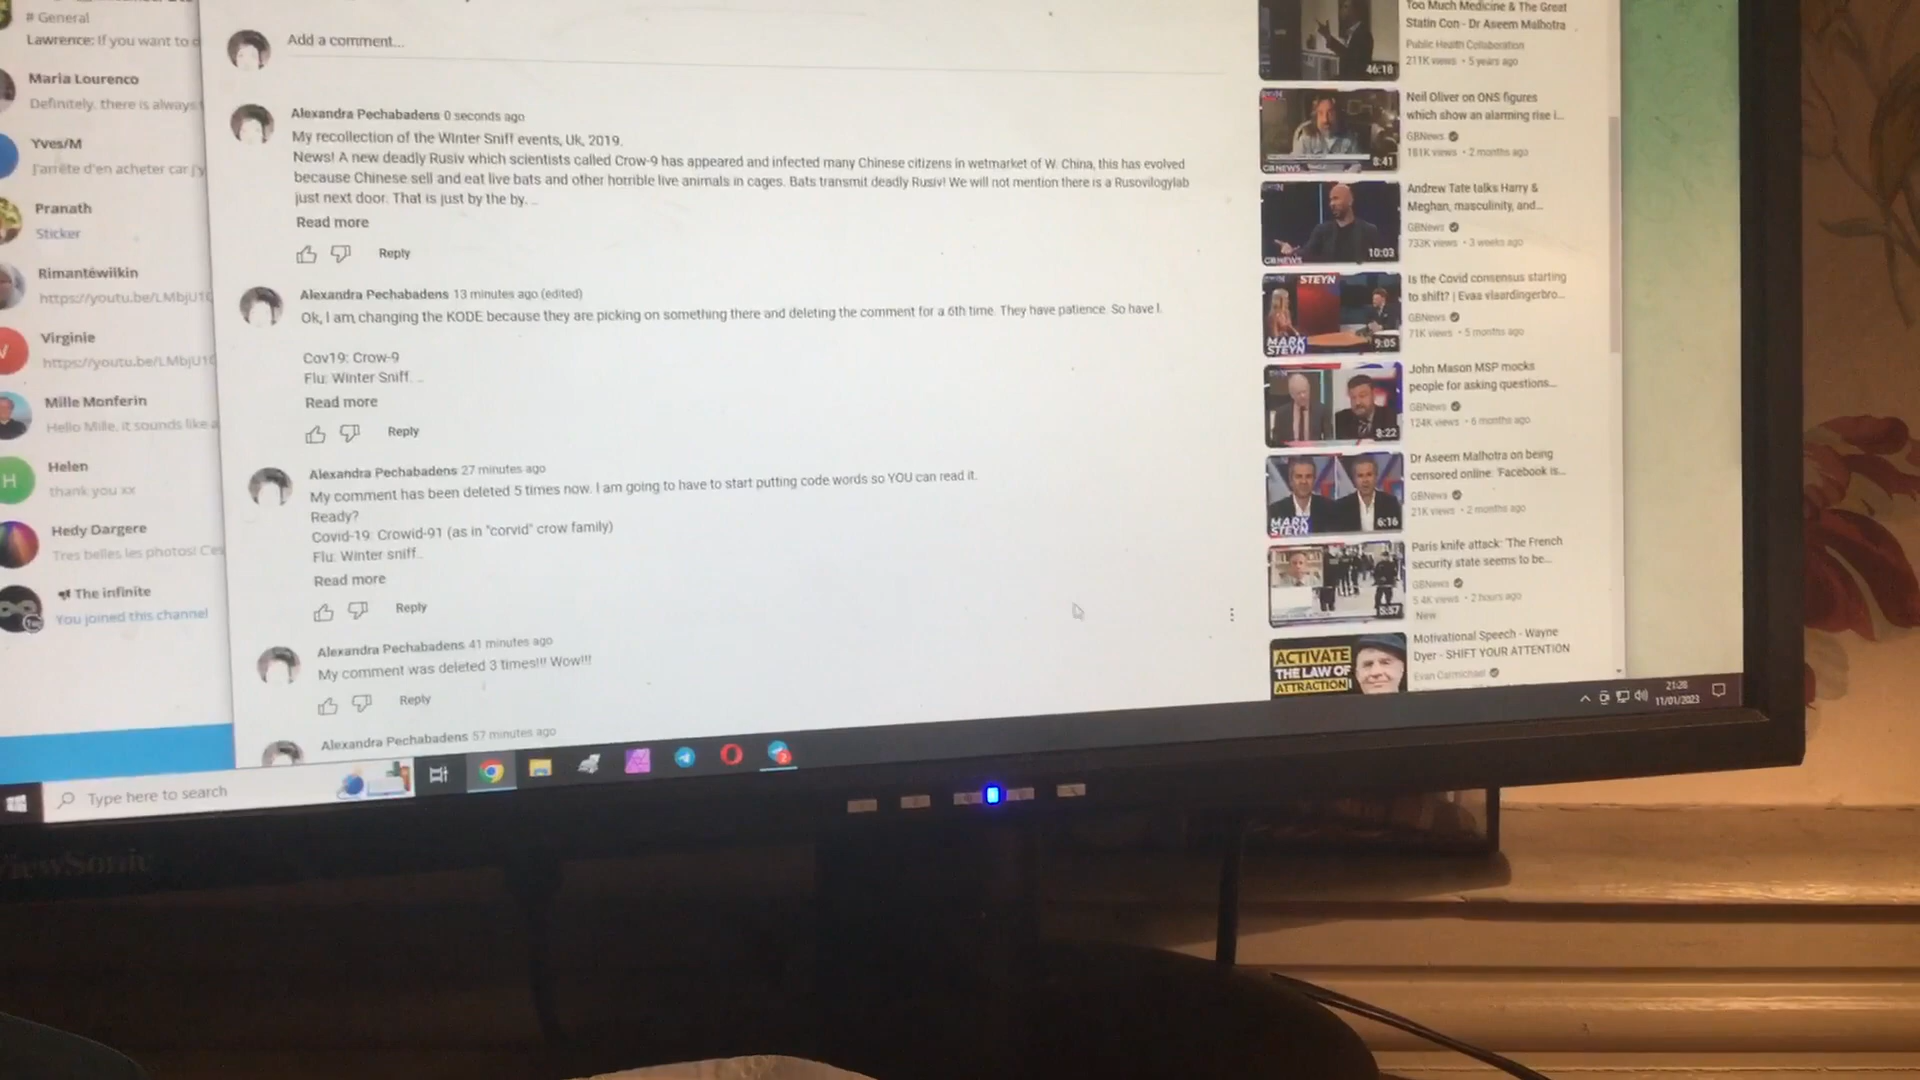 # General
Lawrence: If you want to
Maria Lourenco
Definitely. there is always
Yves/M
J'arrête d'en acheter car j'y
Pranath
Sticker
Rimantéwilkin
https://youtu.be/LMbjU1
Virginie
https://youtu.be/LMbjU1
Mille Monferin
Hello Mille, it sounds like a
H
Helen
thank you xx
Hedy Dargere
Tres belles les photos!
The infinite
You joined this channel
Add a comment...
Alexandra Pechabadens 0 seconds ago
My recollection of the Winter Sniff events, Uk, 2019.
News! A new deadly Rusiv which scientists called Crow-9 has appeared and infected many Chinese citizens in wetmarket of W. China, this has evolved
because Chinese sell and eat live bats and other horrible live animals in cages. Bats transmit deadly Rusiv! We will not mention there is a Rusovilogylab
just next door. That is just by the by...
Read more
Reply
Alexandra Pechabadens 13 minutes ago (edited)
Ok, I am changing the KODE because they are picking on something there and deleting the comment for a 6th time. They have patience. So have I.
Cov19: Crow-9
Flu: Winter Sniff...
Read more
Reply
Alexandra Pechabadens 27 minutes ago
My comment has been deleted 5 times now. I am going to have to start putting code words so YOU can read it.
Ready?
Covid-19: Crowid-91 (as in "corvid" crow family)
Flu: Winter sniff...
Read more
Reply
Alexandra Pechabadens 41 minutes ago
My comment was deleted 3 times!!! Wow!!!
Reply
Alexandra Pechabadens 57 minutes ago
Too Much Medicine & The Great
Statin Con - Dr Aseem Malhotra
Public Health Collaboration
211K views • 5 years ago
46:18
Neil Oliver on ONS figures
which show an alarming rise i...
GBNews
181K views • 2 months ago
8:41
GBNEWS
Andrew Tate talks Harry &
Meghan, masculinity, and...
GBNews
733K views • 3 weeks ago
10:03
GBNEWS
Is the Covid consensus starting
to shift? | Evaa vlaardingerbro...
GBNews
71K views • 5 months ago
STEYN
MARK
STEYN
9:05
John Mason MSP mocks
people for asking questions...
GBNews
124K views • 6 months ago
8:22
Dr Aseem Malhotra on being
censored online: 'Facebook is...
GBNews
21K views • 2 months ago
MARK
STEYN
6:16
Paris knife attack: 'The French
security state seems to be...
GBNews
5.4K views • 2 hours ago
New
5:57
Motivational Speech - Wayne
Dyer - SHIFT YOUR ATTENTION
Evan Carmichael
ACTIVATE
THE LAW OF
ATTRACTION!
21:28
11/01/2023
Type here to search
ViewSonic